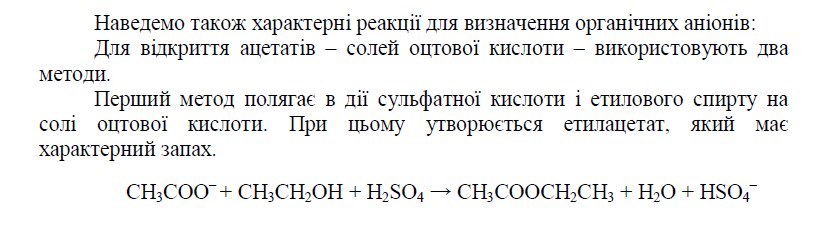 Наведемо також характерні реакції для визначення органічних аніонів:
Для відкриття ацетатів – солей оцтової кислоти – використовують два
методи.
Перший метод полягає в дії сульфатної кислоти і етилового спирту на
солі оцтової кислоти. При цьому утворюється етилацетат, який має
характерний запах.
CH₃COO⁻ + CH₃CH₂OH + H₂SO₄ → CH₃COOCH₂CH₃ + H₂O + HSO₄⁻